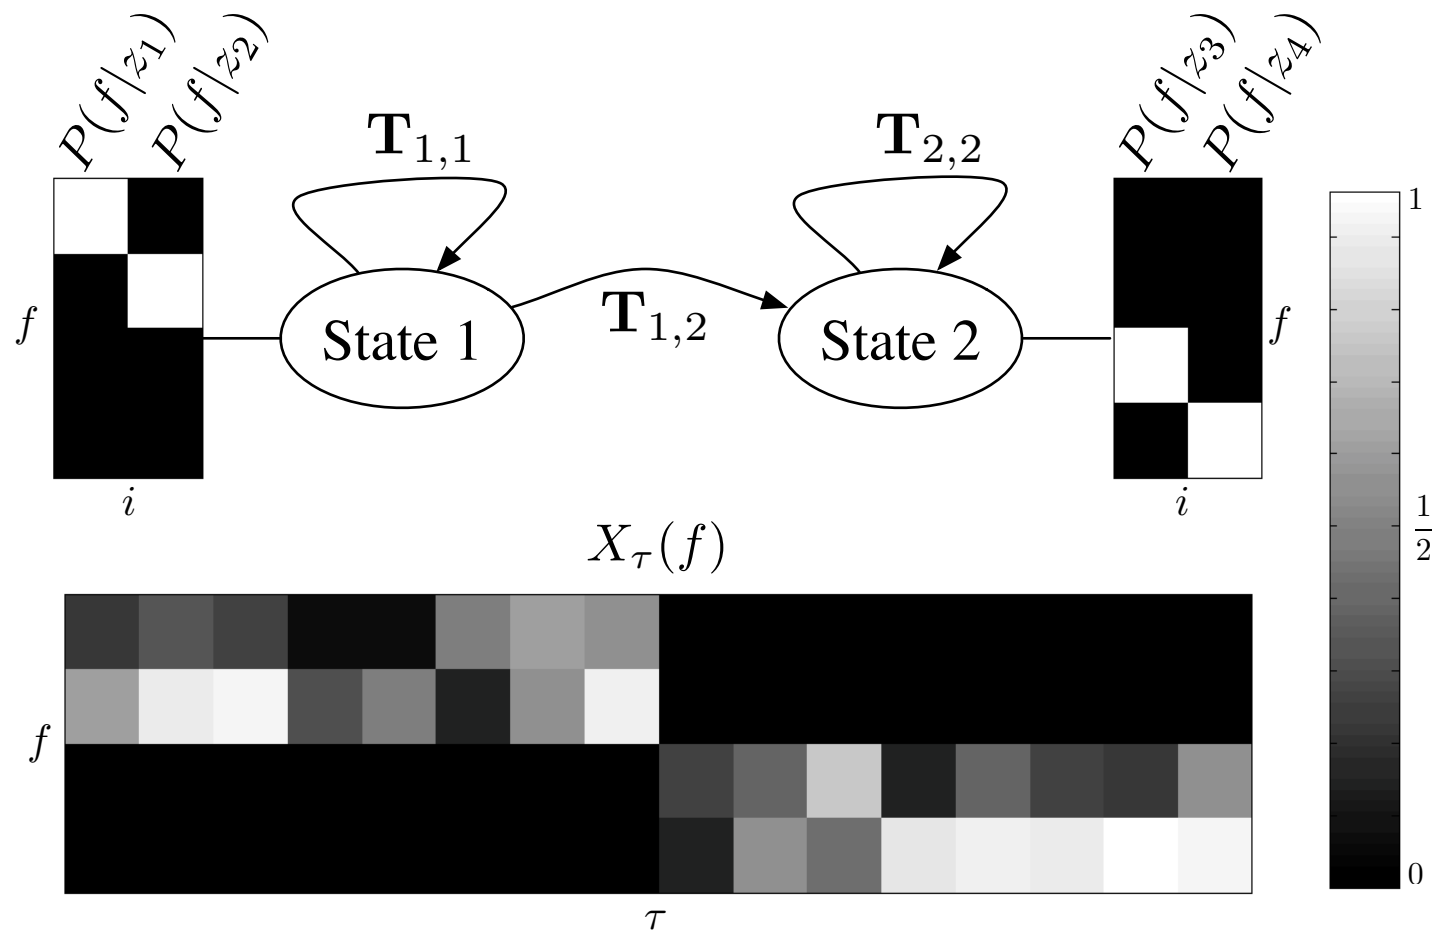 P(f|z₁) P(f|z₂)
P(f|z₃) P(f|z₄)
T₁,₁
T₂,₂
1
f
State 1
T₁,₂
State 2
f
i
i
1/2
X_τ(f)
f
0
τ